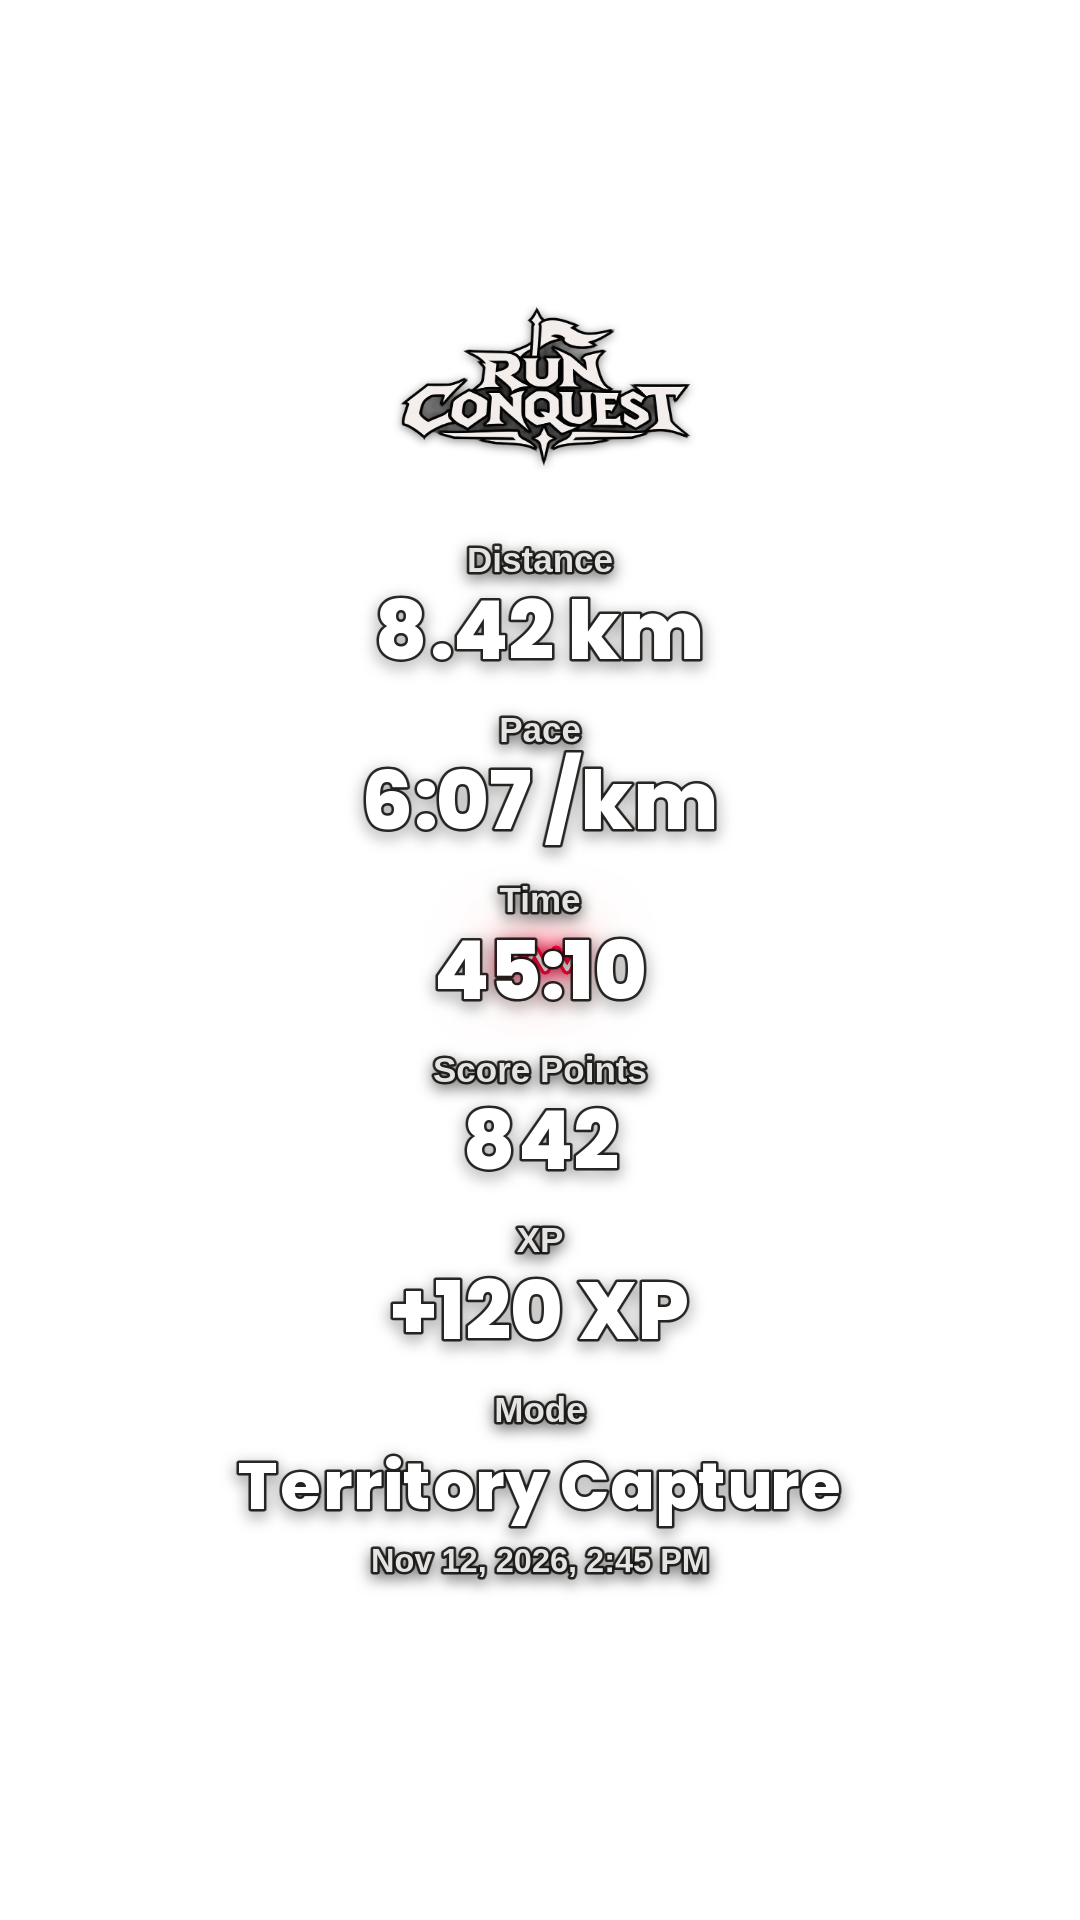 RUN
CONQUEST
Distance
8.42 km
Pace
6:07 /km
Time
45:10
Score Points
842
XP
+120 XP
Mode
Territory Capture
Nov 12, 2026, 2:45 PM